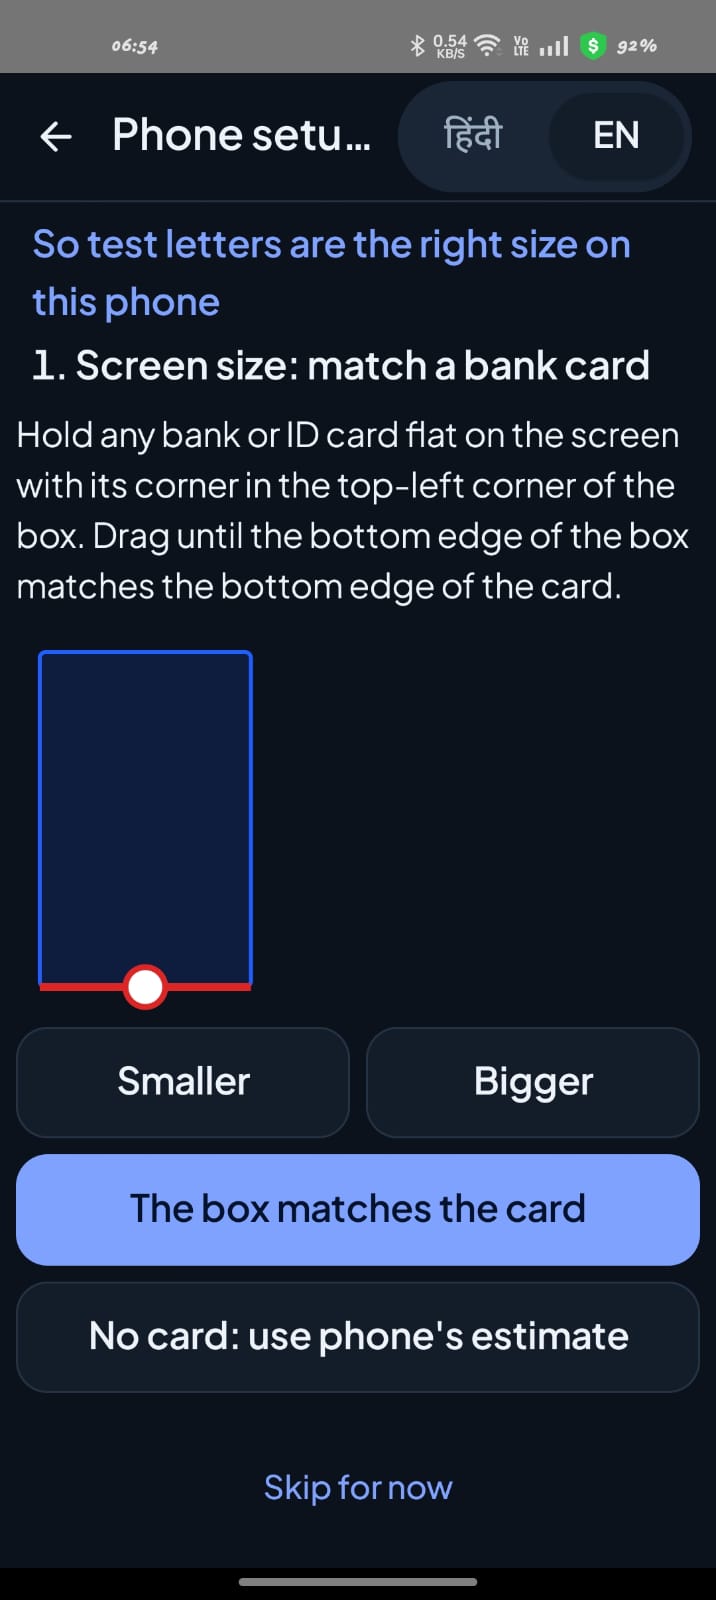 06:54
0.54 KB/S
Vo LTE
92%
Phone setu...
हिंदी
EN
So test letters are the right size on
this phone
1. Screen size: match a bank card
Hold any bank or ID card flat on the screen
with its corner in the top-left corner of the
box. Drag until the bottom edge of the box
matches the bottom edge of the card.
Smaller
Bigger
The box matches the card
No card: use phone's estimate
Skip for now